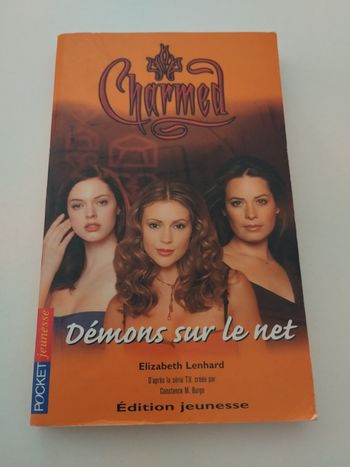 Charmed
Démons sur le net
Elizabeth Lenhard
D'après la série T.V. créée par
Constance M. Burge
Édition jeunesse
POCKET jeunesse